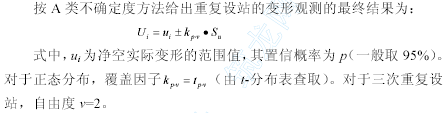 按 A 类不确定度方法给出重复设站的变形观测的最终结果为：
U_i = u_i ± k_{p·v} • S_u
式中，u_i 为净空实际变形的范围值，其置信概率为 p（一般取 95%）。
对于正态分布，覆盖因子 k_{p·v} = t_{p·v}（由 t-分布表查取）。对于三次重复设
站，自由度 v=2。